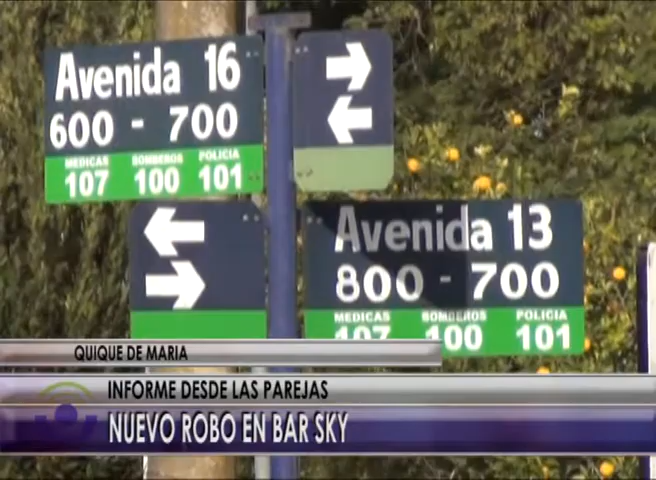 Avenida 16
600 - 700
MEDICAS BOMBEROS POLICIA
107 100 101
Avenida 13
800 - 700
MEDICAS BOMBEROS POLICIA
107 100 101
QUIQUE DE MARIA
INFORME DESDE LAS PAREJAS
NUEVO ROBO EN BAR SKY